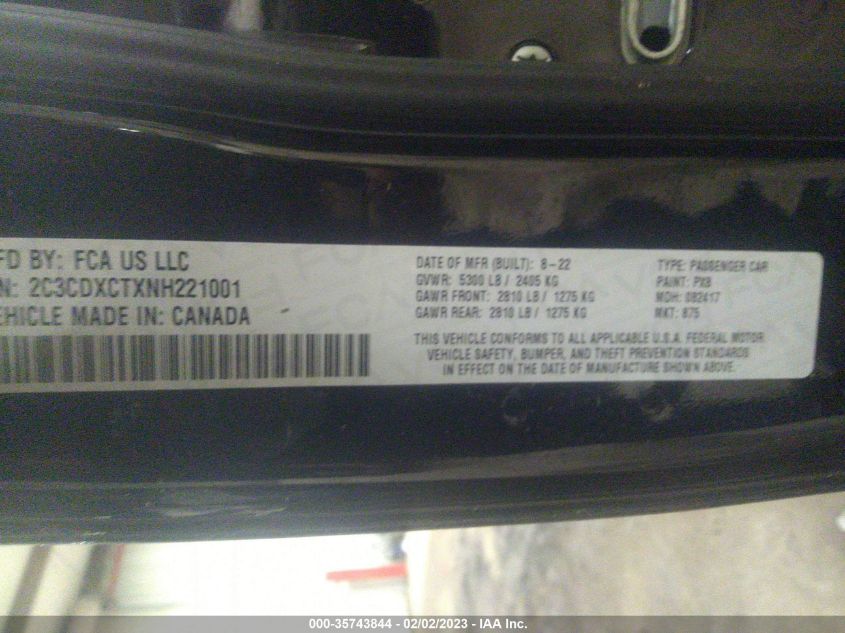 FD BY: FCA US LLC
N: 2C3CDXCTXNH221001
EHICLE MADE IN: CANADA
DATE OF MFR (BUILT): 8-22
GVWR: 5300 LB / 2405 KG
GAWR FRONT: 2810 LB / 1275 KG
GAWR REAR: 2810 LB / 1275 KG
TYPE: PASSENGER CAR
PAINT: PX8
MDH: 082417
MKT: 875
THIS VEHICLE CONFORMS TO ALL APPLICABLE U.S.A. FEDERAL MOTOR
VEHICLE SAFETY, BUMPER, AND THEFT PREVENTION STANDARDS
IN EFFECT ON THE DATE OF MANUFACTURE SHOWN ABOVE.
000-35743844 - 02/02/2023 - IAA Inc.